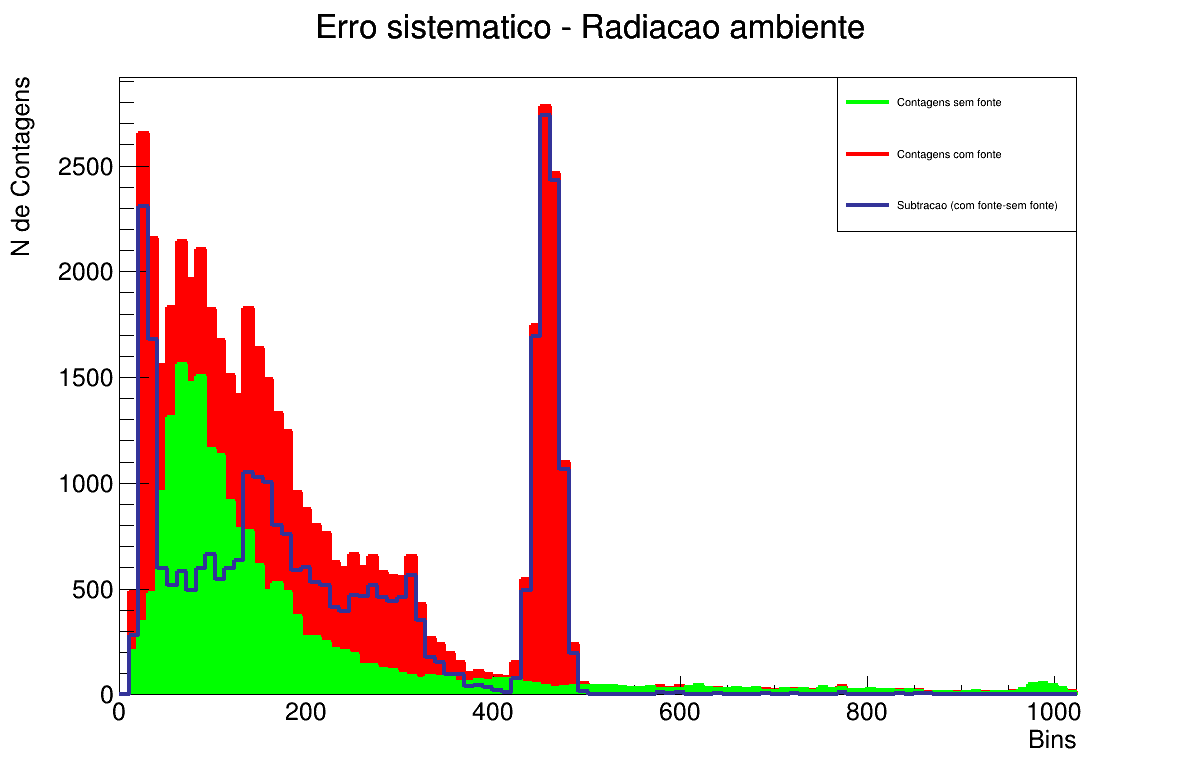 Erro sistematico - Radiacao ambiente
N de Contagens
Contagens sem fonte
Contagens com fonte
Subtracao (com fonte-sem fonte)
2500
2000
1500
1000
500
0
0 200 400 600 800 1000
Bins